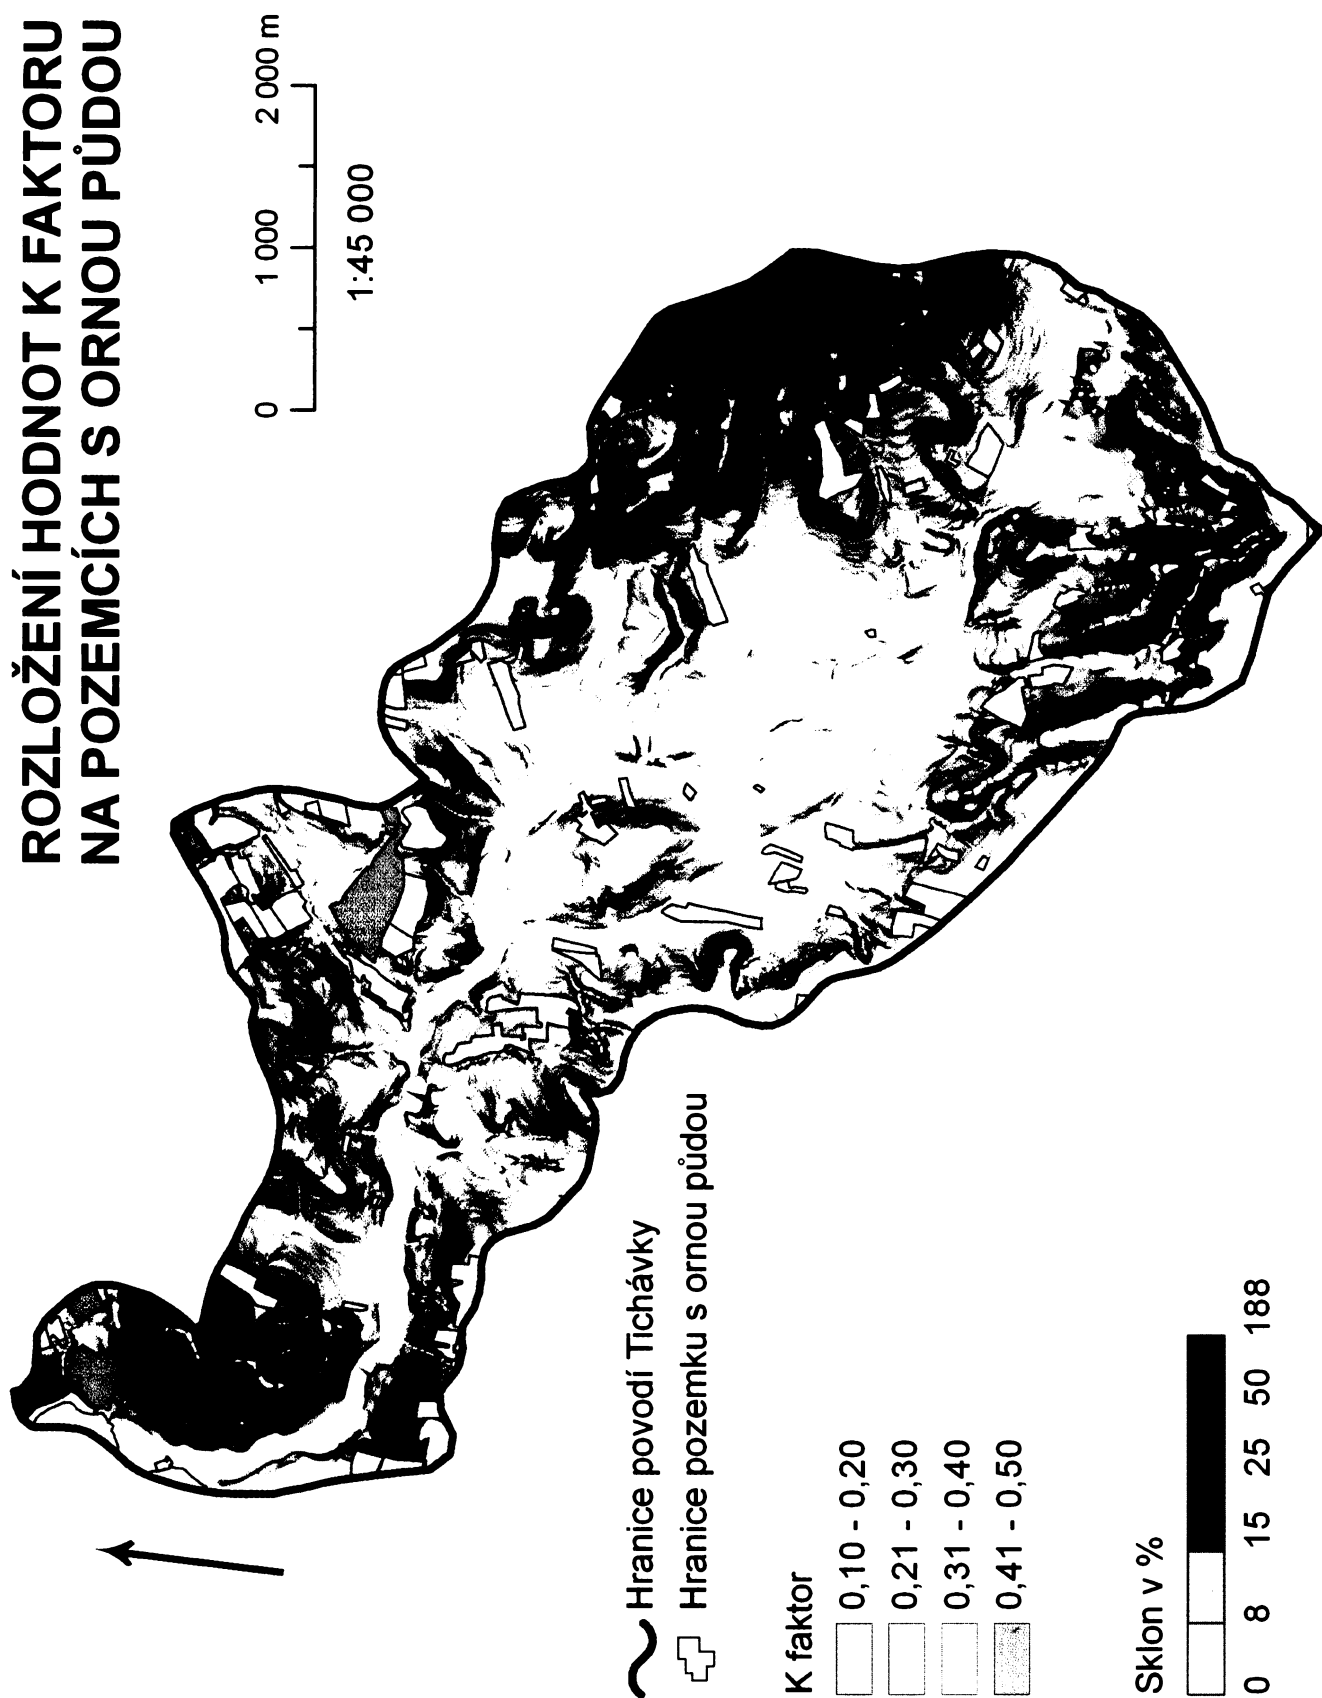 ROZLOŽENÍ HODNOT K FAKTORU
NA POZEMCÍCH S ORNOU PŮDOU
0 1 000 2 000 m
1:45 000
Hranice povodí Tichávky
Hranice pozemku s ornou půdou
K faktor
0,10 - 0,20
0,21 - 0,30
0,31 - 0,40
0,41 - 0,50
Sklon v %
0 8 15 25 50 188